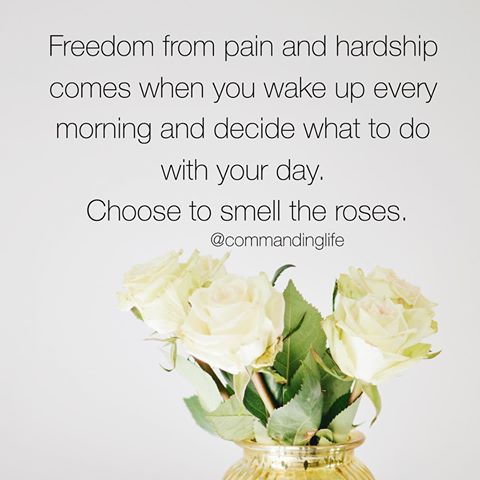 Freedom from pain and hardship
comes when you wake up every
morning and decide what to do
with your day.
Choose to smell the roses.
@commandinglife